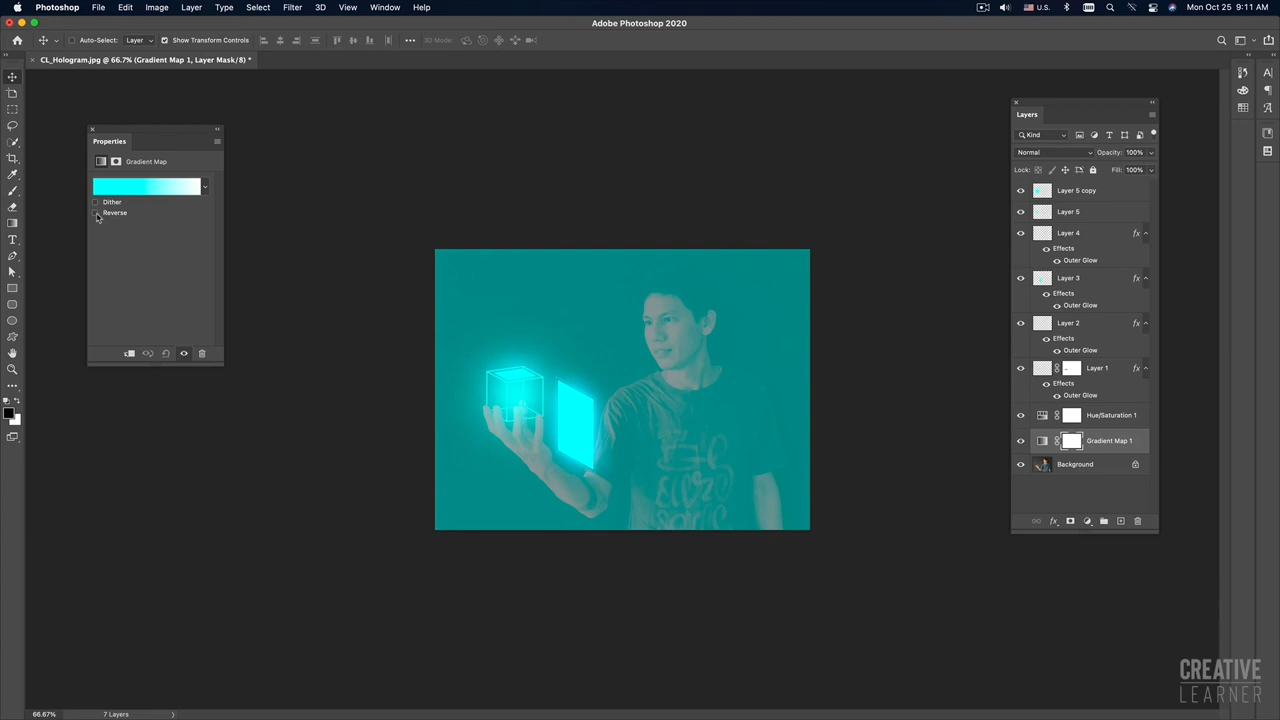 Photoshop File Edit Image Layer Type Select Filter 3D View Window Help U.S. Mon Oct 25 9:11 AM
Adobe Photoshop 2020
Auto-Select: Layer Show Transform Controls 3D Mode:
CL_Hologram.jpg @ 66.7% (Gradient Map 1, Layer Mask/8) *
Properties
Gradient Map
Dither
Reverse
Layers
Kind
Normal Opacity: 100%
Lock: Fill: 100%
Layer 5 copy
Layer 5
Layer 4 fx
Effects
Outer Glow
Layer 3 fx
Effects
Outer Glow
Layer 2 fx
Effects
Outer Glow
Layer 1 fx
Effects
Outer Glow
Hue/Saturation 1
Gradient Map 1
Background
fx
CREATIVE
LEARNER
66.67% 7 Layers